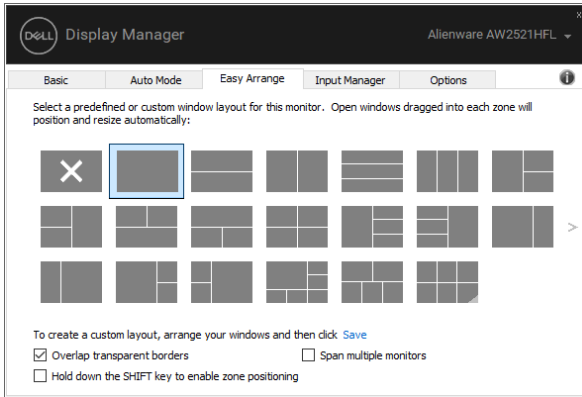 DELL Display Manager
Alienware AW2521HFL
Basic
Auto Mode
Easy Arrange
Input Manager
Options
Select a predefined or custom window layout for this monitor. Open windows dragged into each zone will
position and resize automatically:
To create a custom layout, arrange your windows and then click Save
Overlap transparent borders
Span multiple monitors
Hold down the SHIFT key to enable zone positioning